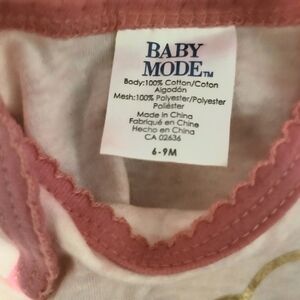 BABY
MODE™
Body:100% Cotton/Coton
Algodón
Mesh:100% Polyester/Polyester
Poliéster
Made in China
Fabriqué en Chine
Hecho en China
CA 02636
6-9M